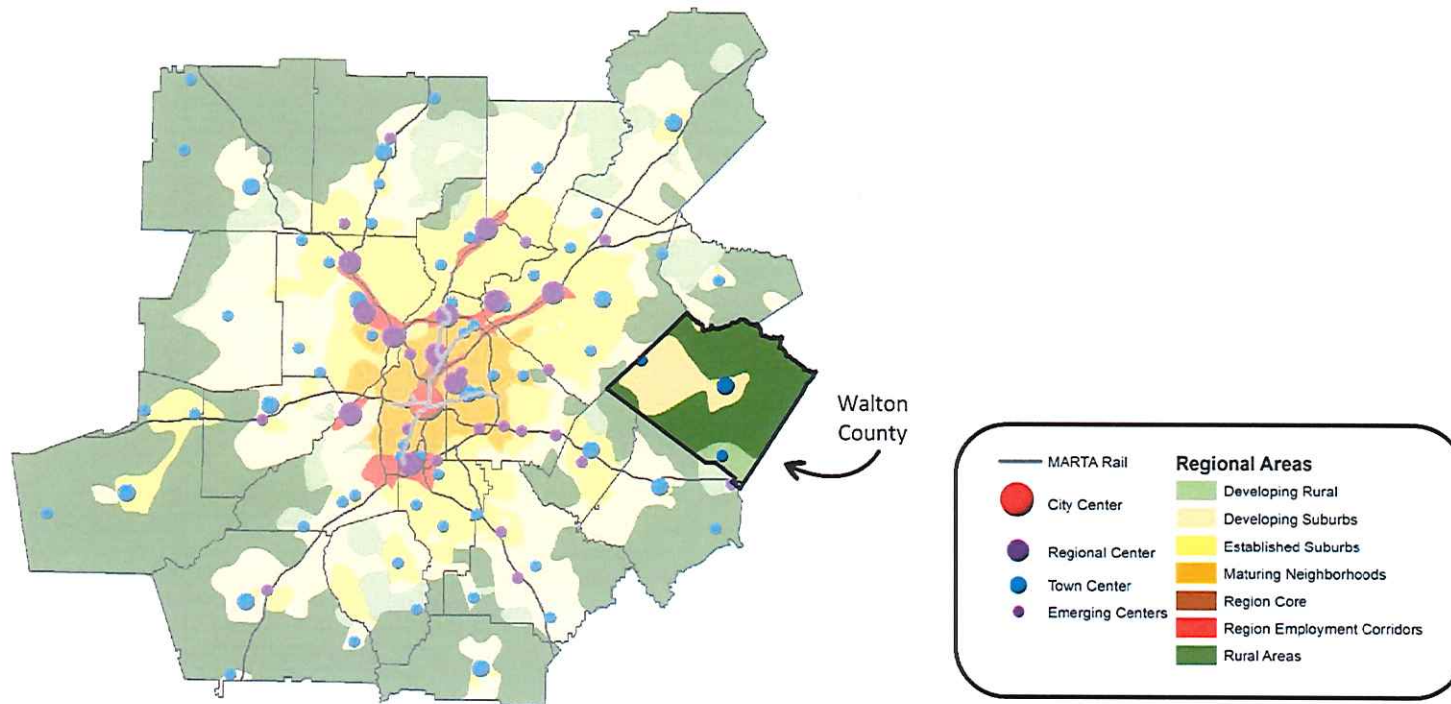 Walton
County
MARTA Rail
City Center
Regional Center
Town Center
Emerging Centers
Regional Areas
Developing Rural
Developing Suburbs
Established Suburbs
Maturing Neighborhoods
Region Core
Region Employment Corridors
Rural Areas